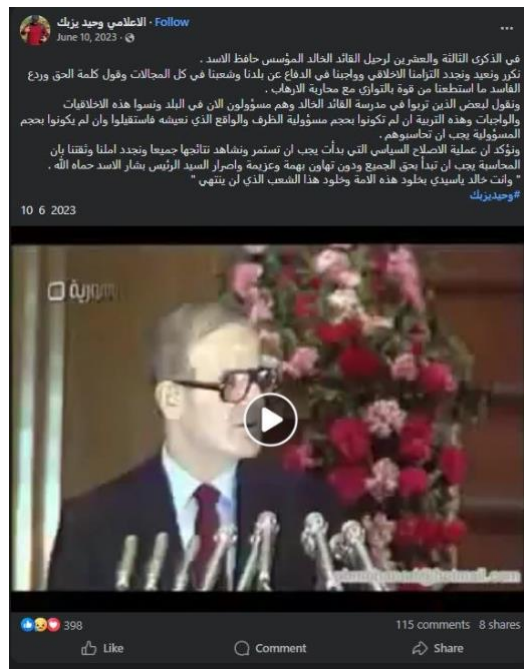 الاعلامي وحيد يزبك · Follow
June 10, 2023 ·
في الذكرى الثالثة والعشرين لرحيل القائد الخالد المؤسس حافظ الاسد .
نكرر ونعيد ونجدد التزامنا الاخلاقي وواجبنا في الدفاع عن بلدنا وشعبنا في كل المجالات وقول كلمة الحق وردع
الفاسد ما استطعنا من قوة بالتوازي مع محاربة الارهاب .
ونقول لبعض الذين تربوا في مدرسة القائد الخالد وهم مسؤولون الان في البلد ونسوا هذه الاخلاقيات
والواجبات وهذه التربية ان لم تكونوا بحجم مسؤولية الظرف والواقع الذي نعيشه فاستقيلوا وان لم يكونوا بحجم
المسؤولية يجب ان تحاسبوهم .
ونؤكد ان عملية الاصلاح السياسي التي بدأت يجب ان تستمر ونشاهد نتائجها جميعا ونجدد املنا وثقتنا بان
المحاسبة يجب ان تبدأ بحق الجميع ودون تهاون بهمة وعزيمة واصرار السيد الرئيس بشار الاسد حماه الله .
" وانت خالد ياسيدي بخلود هذه الامة وخلود هذا الشعب الذي لن ينتهي "
#وحيديزبك
10 6 2023
سورية
398
115 comments 8 shares
Like Comment Share